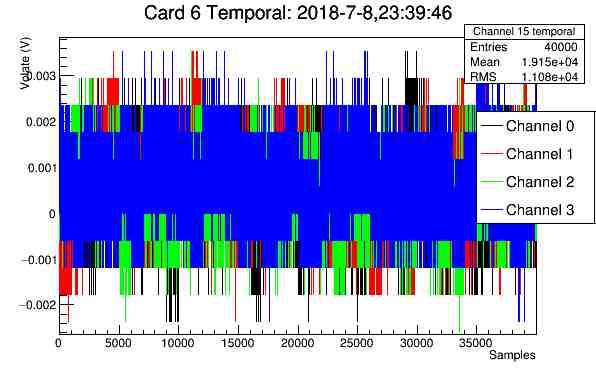 Card 6 Temporal: 2018-7-8,23:39:46
Volate (V)
Channel 15 temporal
Entries 40000
Mean 1.915e+04
RMS 1.108e+04
0.003
0.002
0.001
0
−0.001
−0.002
Channel 0
Channel 1
Channel 2
Channel 3
0 5000 10000 15000 20000 25000 30000 35000
Samples